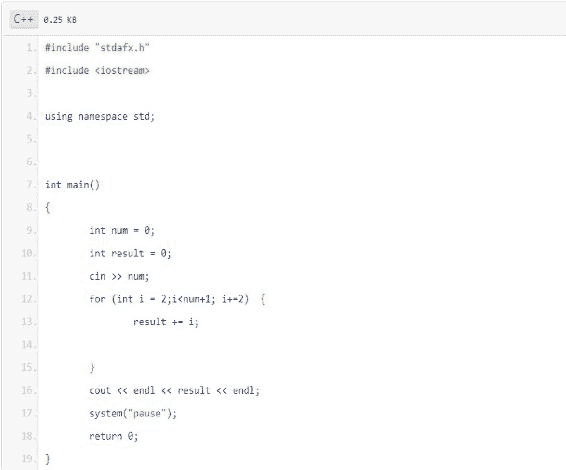 C++ 0.25 KB
1. #include "stdafx.h"
2. #include <iostream>
3.
4. using namespace std;
5.
6.
7. int main()
8. {
9. int num = 0;
10. int result = 0;
11. cin >> num;
12. for (int i = 2;i<num+1; i+=2) {
13. result += i;
14.
15. }
16. cout << endl << result << endl;
17. system("pause");
18. return 0;
19. }